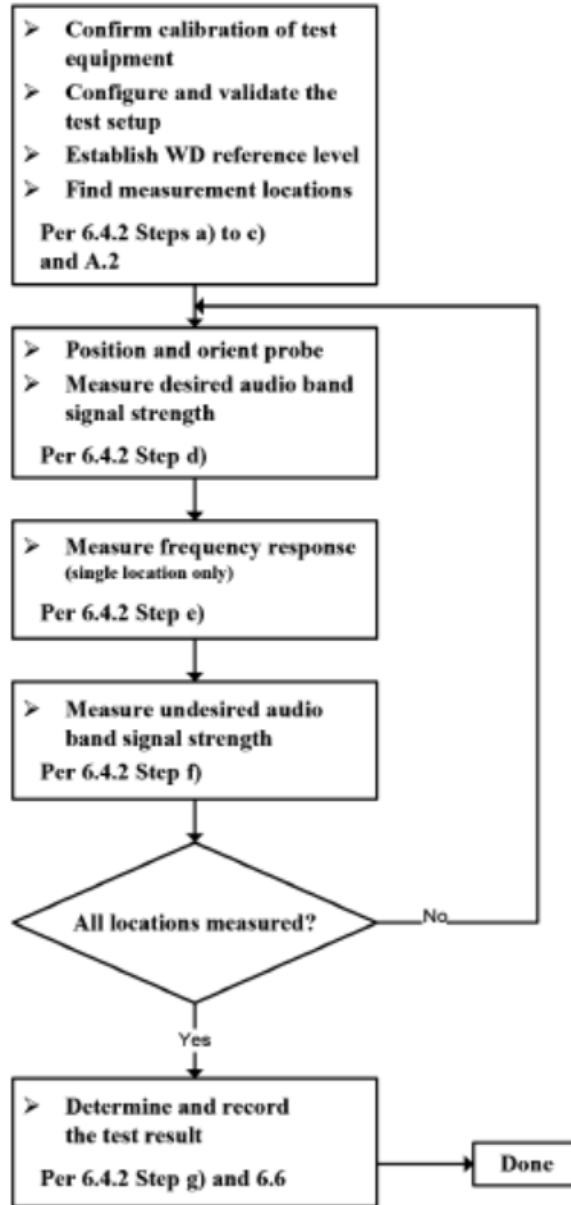 ➤ Confirm calibration of test
equipment
➤ Configure and validate the
test setup
➤ Establish WD reference level
➤ Find measurement locations
Per 6.4.2 Steps a) to c)
and A.2
➤ Position and orient probe
➤ Measure desired audio band
signal strength
Per 6.4.2 Step d)
➤ Measure frequency response
(single location only)
Per 6.4.2 Step e)
➤ Measure undesired audio
band signal strength
Per 6.4.2 Step f)
All locations measured?
No
Yes
➤ Determine and record
the test result
Per 6.4.2 Step g) and 6.6
Done